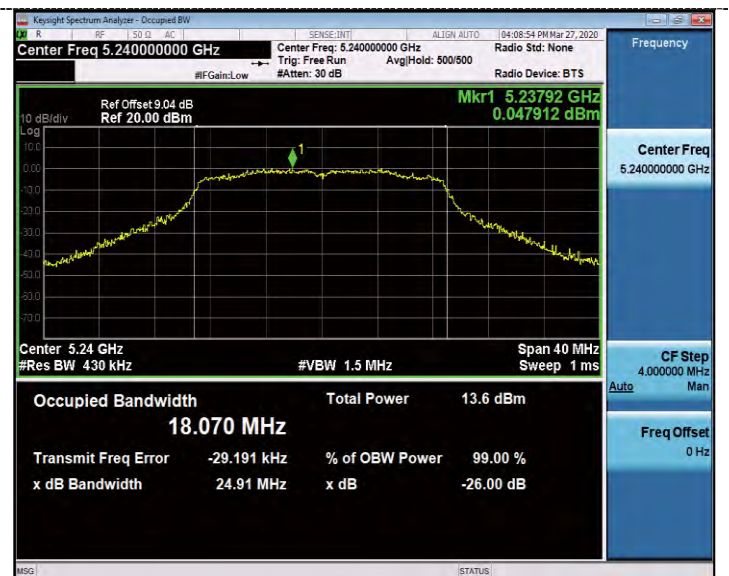 Keysight Spectrum Analyzer - Occupied BW
R RF 50 Ω AC SENSE:INT ALIGN AUTO 04:08:54 PM Mar 27, 2020
Center Freq 5.240000000 GHz
Center Freq: 5.240000000 GHz Radio Std: None
Trig: Free Run Avg|Hold: 500/500
#IFGain:Low #Atten: 30 dB Radio Device: BTS
Frequency
Mkr1 5.23792 GHz
0.047912 dBm
Ref Offset 9.04 dB
10 dB/div Ref 20.00 dBm
Log
10.0
0.00
-10.0
-20.0
-30.0
-40.0
-50.0
-60.0
-70.0
1
Center 5.24 GHz Span 40 MHz
#Res BW 430 kHz #VBW 1.5 MHz Sweep 1 ms
Occupied Bandwidth Total Power 13.6 dBm
18.070 MHz
Transmit Freq Error -29.191 kHz % of OBW Power 99.00 %
x dB Bandwidth 24.91 MHz x dB -26.00 dB
Center Freq
5.240000000 GHz
CF Step
4.000000 MHz
Auto Man
Freq Offset
0 Hz
MSG STATUS